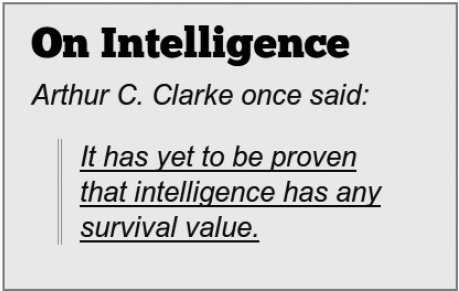 On Intelligence
Arthur C. Clarke once said:
It has yet to be proven
that intelligence has any
survival value.